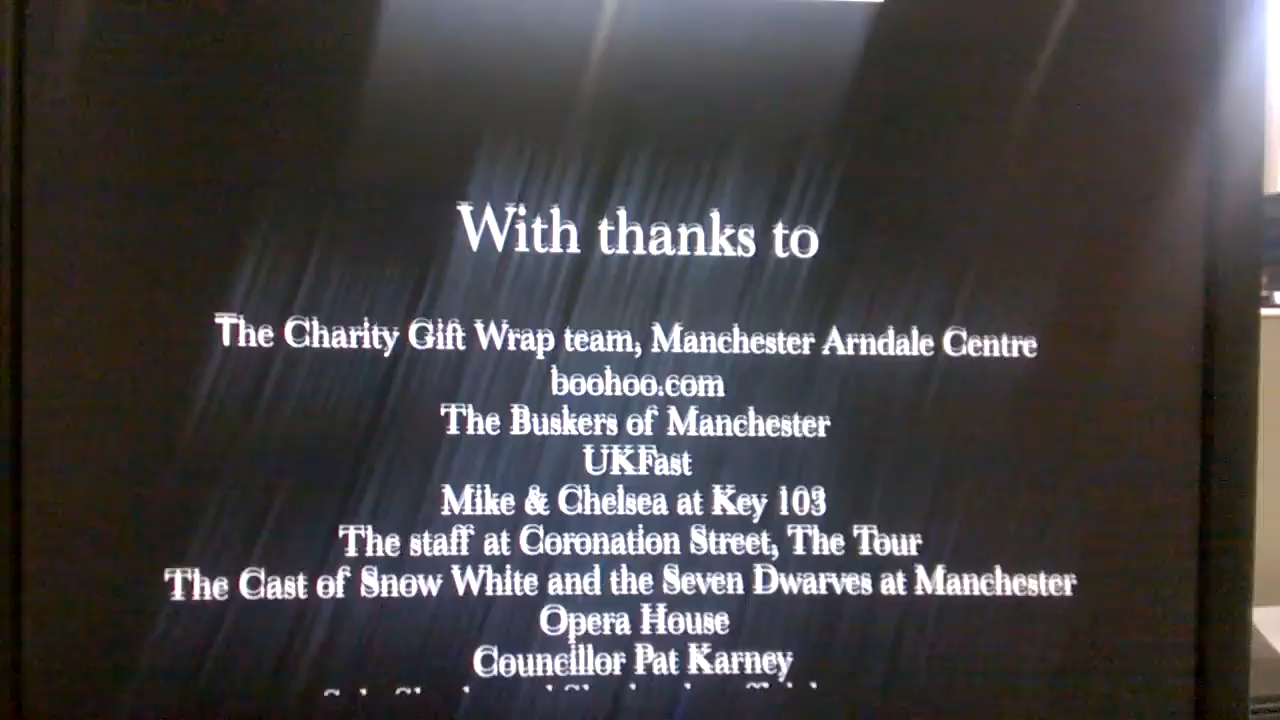 With thanks to
The Charity Gift Wrap team, Manchester Arndale Centre
boohoo.com
The Buskers of Manchester
UKFast
Mike & Chelsea at Key 103
The staff at Coronation Street, The Tour
The Cast of Snow White and the Seven Dwarves at Manchester
Opera House
Councillor Pat Karney